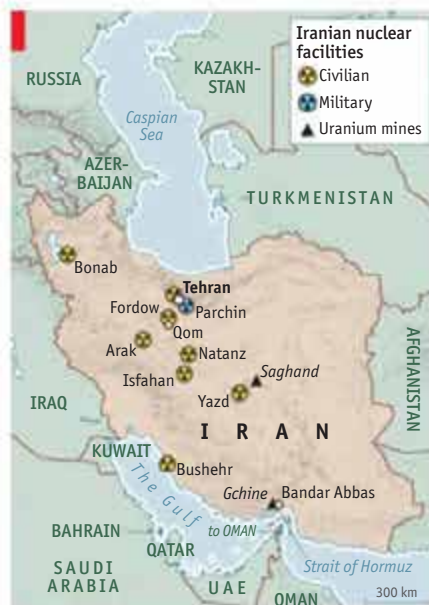 Iranian nuclear
facilities
Civilian
Military
Uranium mines
RUSSIA
KAZAKH-
STAN
Caspian
Sea
AZER-
BAIJAN
TURKMENISTAN
Bonab
Tehran
Fordow
Parchin
Qom
Arak
Natanz
Isfahan
Saghand
Yazd
AFGHANISTAN
IRAQ
I R A N
KUWAIT
Bushehr
The Gulf
Gchine
Bandar Abbas
to OMAN
BAHRAIN
QATAR
Strait of Hormuz
SAUDI
ARABIA
UAE
OMAN
300 km